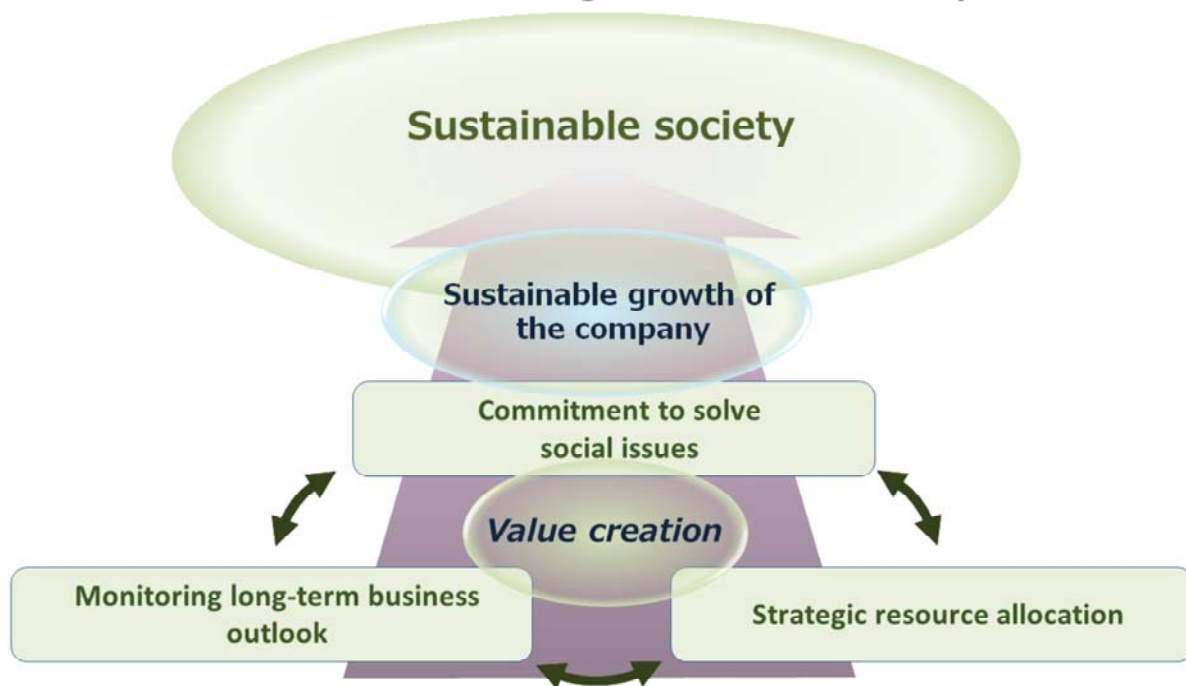 Sustainable society
Sustainable growth of
the company
Commitment to solve
social issues
Value creation
Monitoring long-term business
outlook
Strategic resource allocation